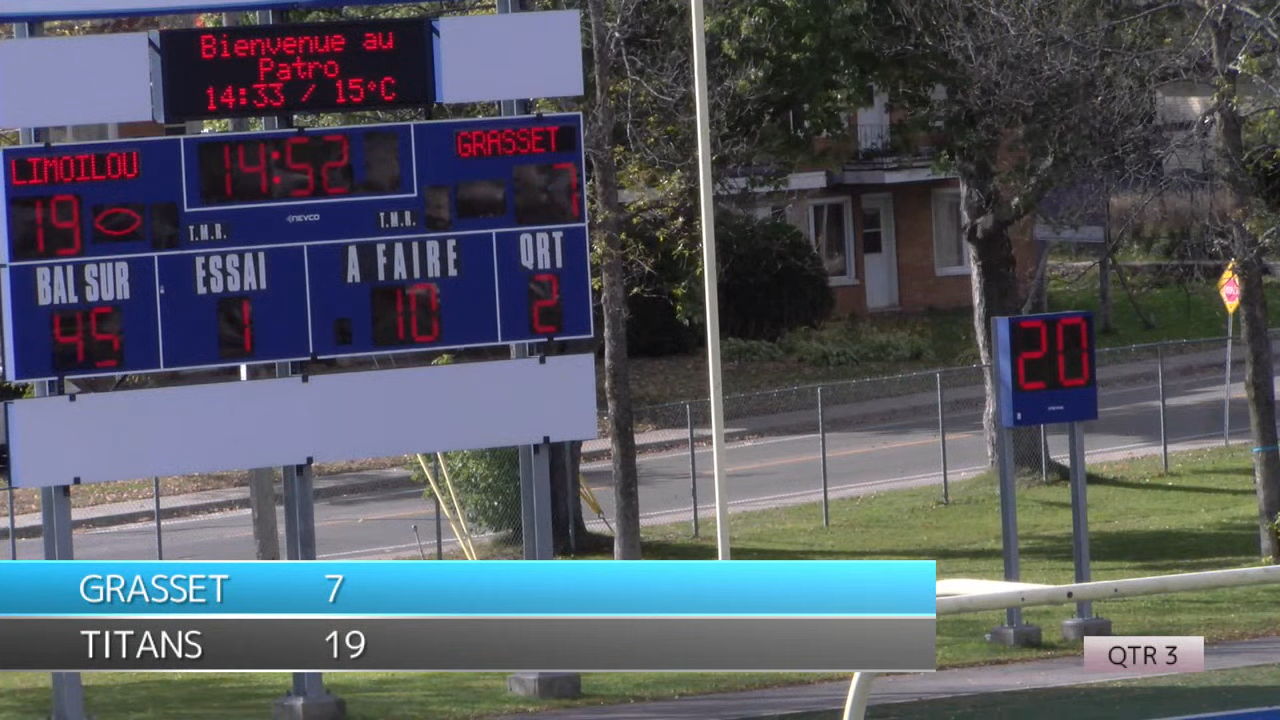 Bienvenue au
Patro
14:33 / 15°C
LIMOILOU 14:52 GRASSET
19 7
NEVCO
T.M.R. T.M.R.
BAL SUR ESSAI A FAIRE QRT
45 1 10 2
20
GRASSET 7
TITANS 19
QTR 3